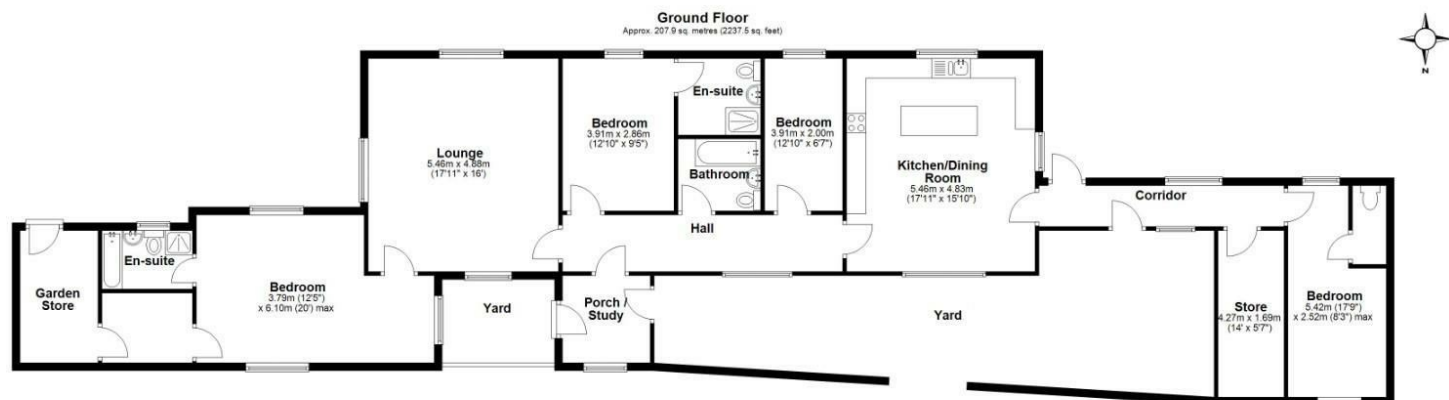 Ground Floor
Approx. 207.9 sq. metres (2237.5 sq. feet)
N
Lounge
5.46m x 4.88m
(17'11" x 16')
Bedroom
3.91m x 2.86m
(12'10" x 9'5")
En-suite
Bathroom
Bedroom
3.91m x 2.00m
(12'10" x 6'7")
Kitchen/Dining
Room
5.46m x 4.83m
(17'11" x 15'10")
Corridor
Hall
Garden
Store
En-suite
Bedroom
3.79m (12'5")
x 6.10m (20') max
Yard
Porch /
Study
Yard
Store
4.27m x 1.69m
(14' x 5'7")
Bedroom
5.42m (17'9")
x 2.52m (8'3") max